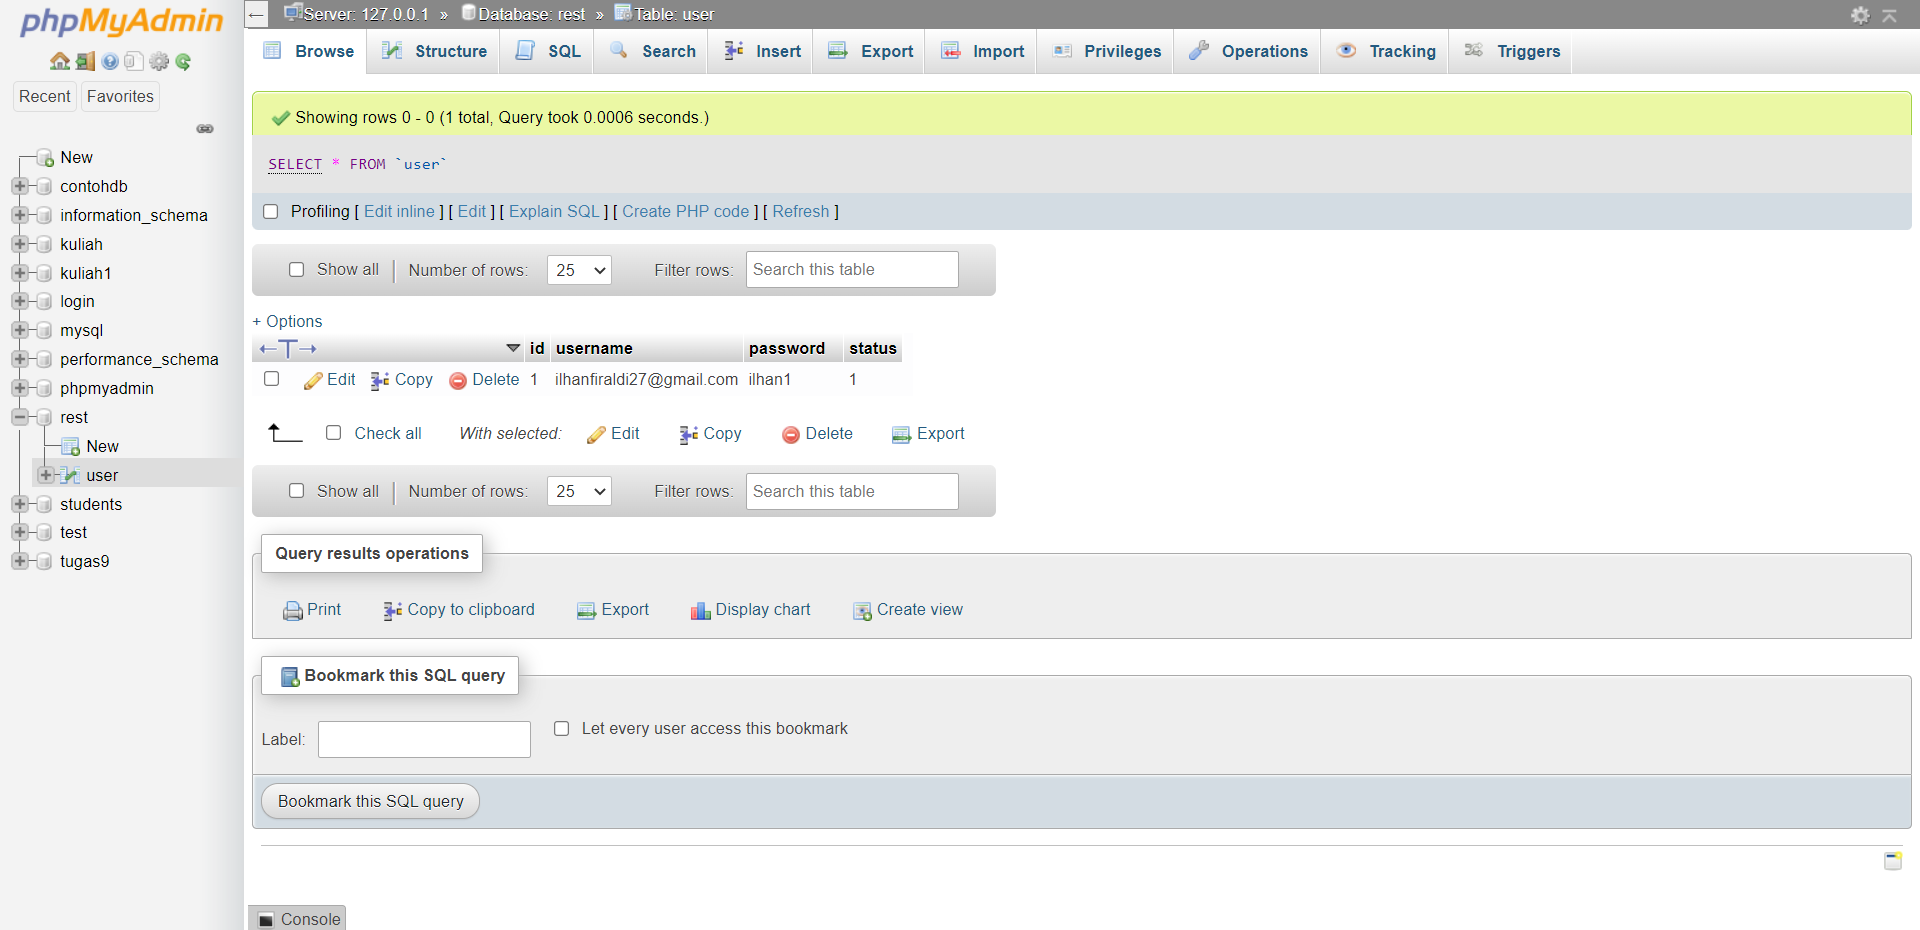 phpMyAdmin
Recent Favorites
New
contohdb
information_schema
kuliah
kuliah1
login
mysql
performance_schema
phpmyadmin
rest
New
user
students
test
tugas9
Server: 127.0.0.1 » Database: rest » Table: user
Browse Structure SQL Search Insert Export Import Privileges Operations Tracking Triggers
Showing rows 0 - 0 (1 total, Query took 0.0006 seconds.)
SELECT * FROM `user`
Profiling [ Edit inline ] [ Edit ] [ Explain SQL ] [ Create PHP code ] [ Refresh ]
Show all | Number of rows: 25 Filter rows: Search this table
+ Options
←T→ id username password status
Edit Copy Delete 1 ilhanfiraldi27@gmail.com ilhan1 1
Check all With selected: Edit Copy Delete Export
Show all | Number of rows: 25 Filter rows: Search this table
Query results operations
Print Copy to clipboard Export Display chart Create view
Bookmark this SQL query
Label: Let every user access this bookmark
Bookmark this SQL query
Console